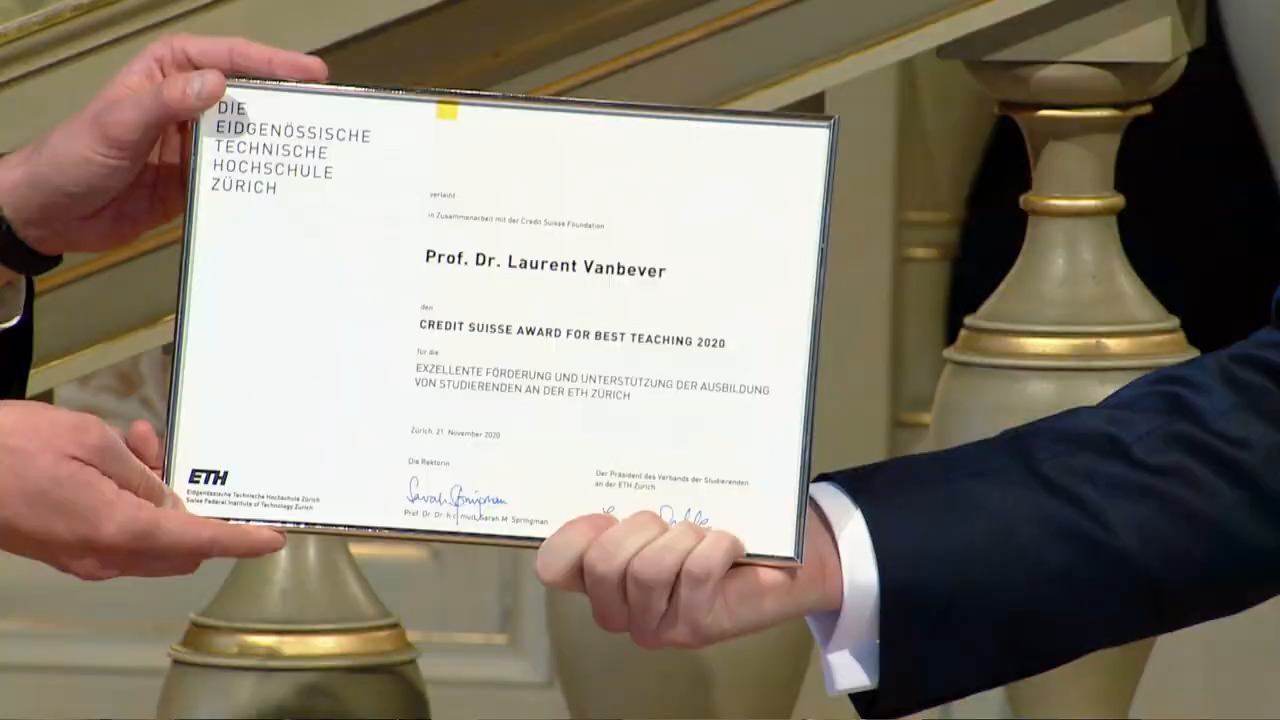 DIE
EIDGENÖSSISCHE
TECHNISCHE
HOCHSCHULE
ZÜRICH
verleiht
in Zusammenarbeit mit der Credit Suisse Foundation
Prof. Dr. Laurent Vanbever
den
CREDIT SUISSE AWARD FOR BEST TEACHING 2020
für die
EXZELLENTE FÖRDERUNG UND UNTERSTÜTZUNG DER AUSBILDUNG
VON STUDIERENDEN AN DER ETH ZÜRICH
Zürich, 21. November 2020
Die Rektorin
Sarah Springman
Prof. Dr. Dr. h.c. mult. Sarah M. Springman
Der Präsident des Verbands der Studierenden
an der ETH Zürich
ETH
Eidgenössische Technische Hochschule Zürich
Swiss Federal Institute of Technology Zurich